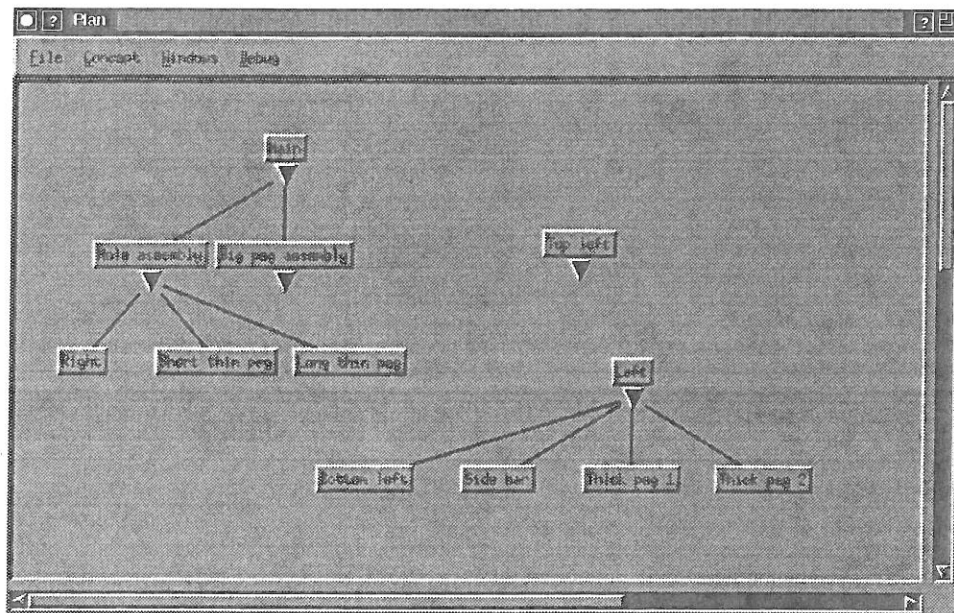 ? Plan ?
File Concept Windows Debug
Main
Male assembly Big peg assembly
Top left
Right Short thin peg Long thin peg
Left
Bottom left Side bar Thick peg 1 Thick peg 2